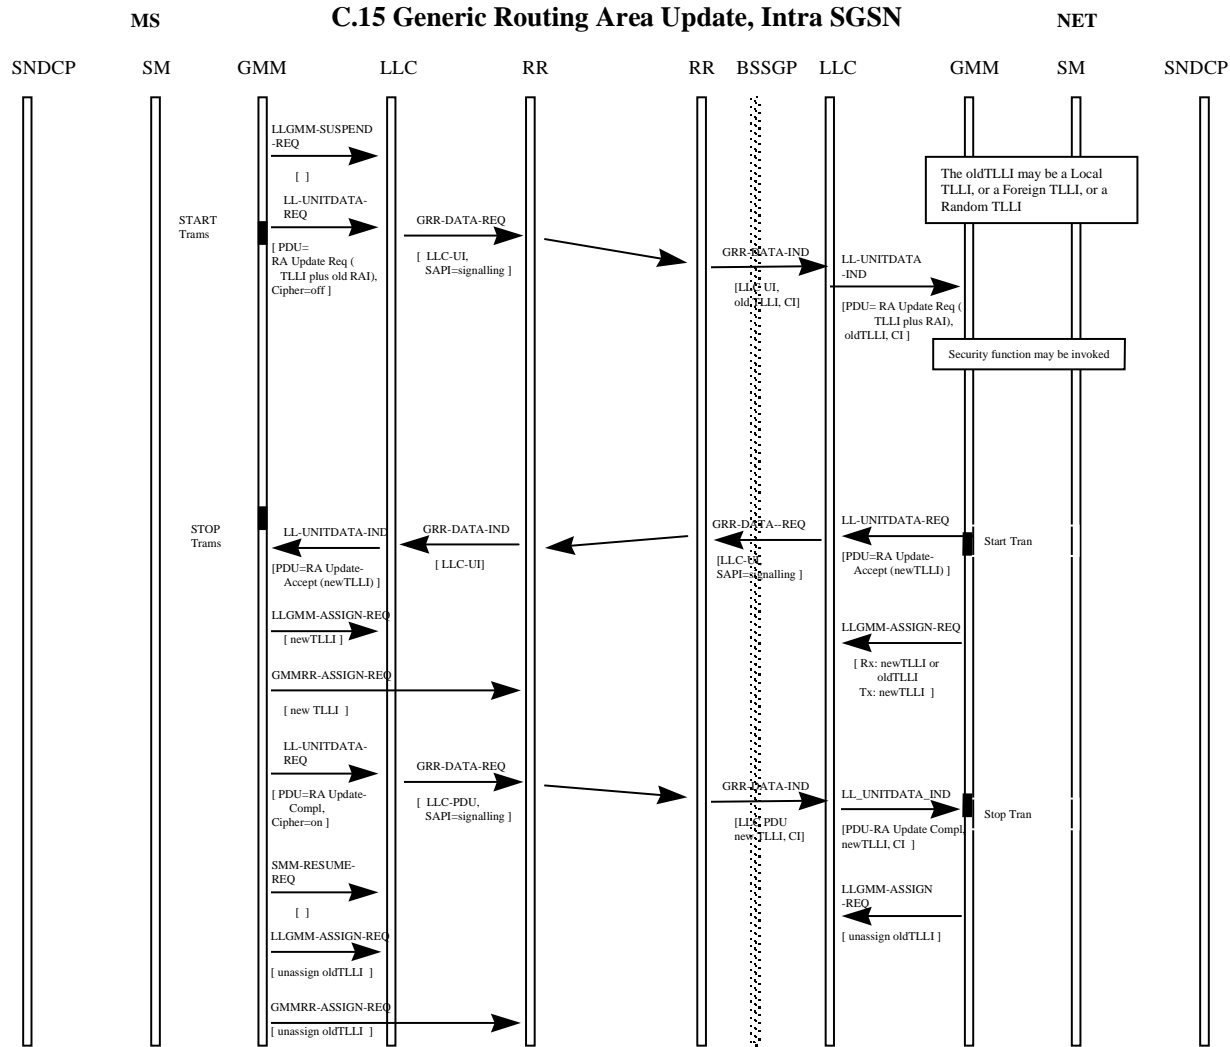 C.15 Generic Routing Area Update, Intra SGSN
MS
NET
SNDCP SM GMM LLC RR RR BSSGP LLC GMM SM SNDCP
LLGMM-SUSPEND
-REQ
[ ]
The oldTLLI may be a Local
TLLI, or a Foreign TLLI, or a
Random TLLI
LL-UNITDATA-
REQ
START
Trams
[ PDU=
RA Update Req (
TLLI plus old RAI),
Cipher=off ]
GRR-DATA-REQ
[ LLC-UI,
SAPI=signalling ]
GRR-DATA-IND
[LLC-UI,
old TLLI, CI]
LL-UNITDATA
-IND
[PDU= RA Update Req (
TLLI plus RAI),
oldTLLI, CI ]
Security function may be invoked
STOP
Trams
LL-UNITDATA-IND
[PDU=RA Update-
Accept (newTLLI) ]
GRR-DATA-IND
[ LLC-UI]
GRR-DATA--REQ
[LLC-UI,
SAPI=signalling ]
LL-UNITDATA-REQ
[PDU=RA Update-
Accept (newTLLI) ]
Start Tran
LLGMM-ASSIGN-REQ
[ newTLLI ]
LLGMM-ASSIGN-REQ
[ Rx: newTLLI or
oldTLLI
Tx: newTLLI ]
GMMRR-ASSIGN-REQ
[ new TLLI ]
LL-UNITDATA-
REQ
[ PDU=RA Update-
Compl,
Cipher=on ]
GRR-DATA-REQ
[ LLC-PDU,
SAPI=signalling ]
GRR-DATA-IND
[LLC PDU
new TLLI, CI]
LL_UNITDATA_IND
[PDU-RA Update Compl,
newTLLI, CI ]
Stop Tran
SMM-RESUME-
REQ
[ ]
LLGMM-ASSIGN
-REQ
[ unassign oldTLLI ]
LLGMM-ASSIGN-REQ
[ unassign oldTLLI ]
GMMRR-ASSIGN-REQ
[ unassign oldTLLI ]